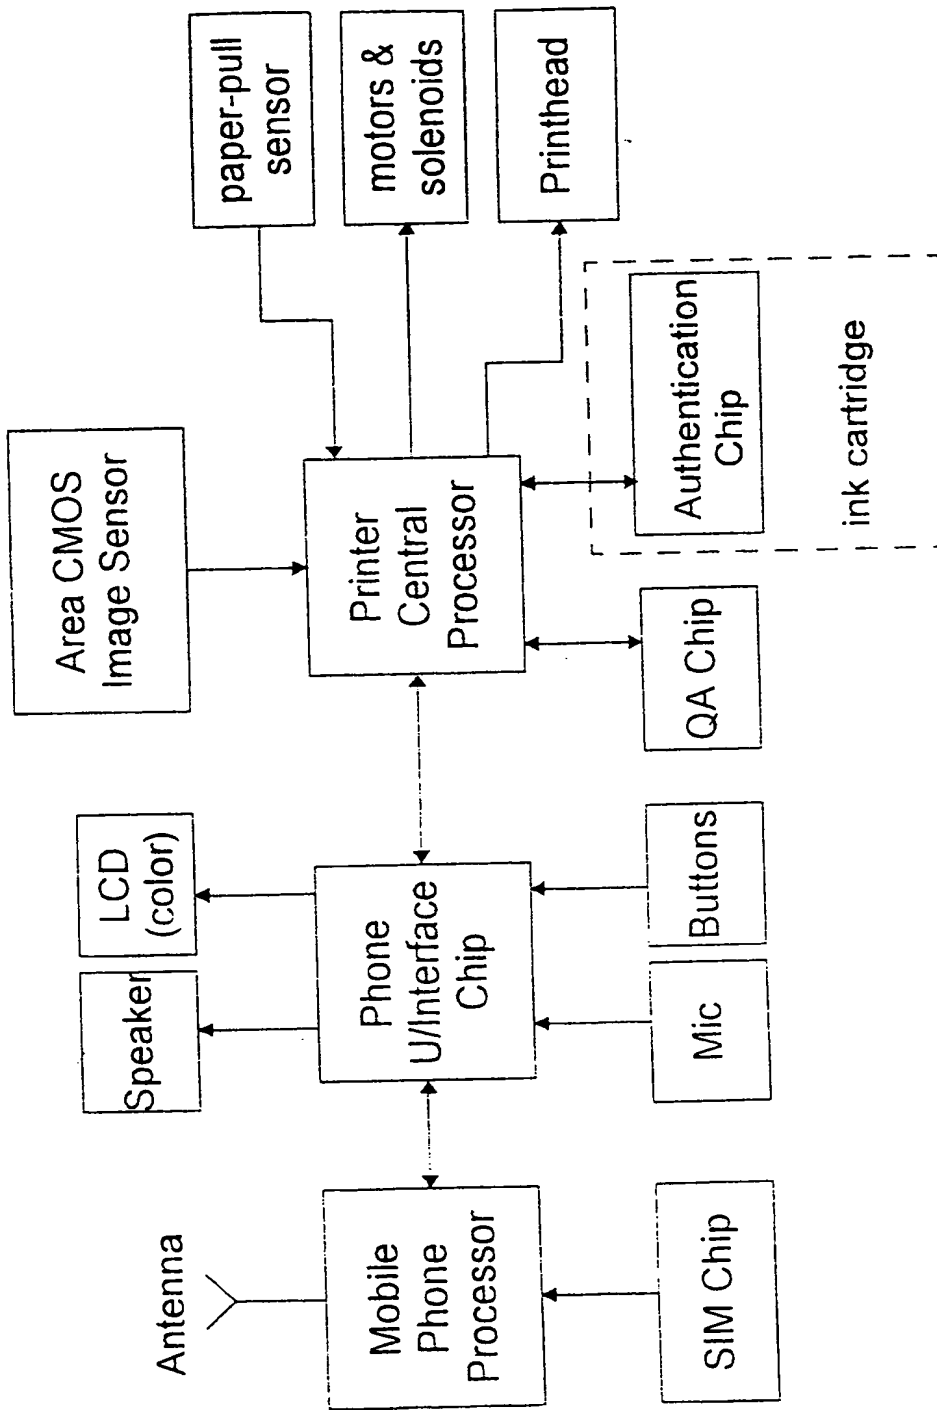 Antenna
Mobile
Phone
Processor
SIM Chip
Speaker
LCD
(color)
Phone
U/Interface
Chip
Mic
Buttons
Area CMOS
Image Sensor
Printer
Central
Processor
QA Chip
paper-pull
sensor
motors &
solenoids
Printhead
Authentication
Chip
ink cartridge